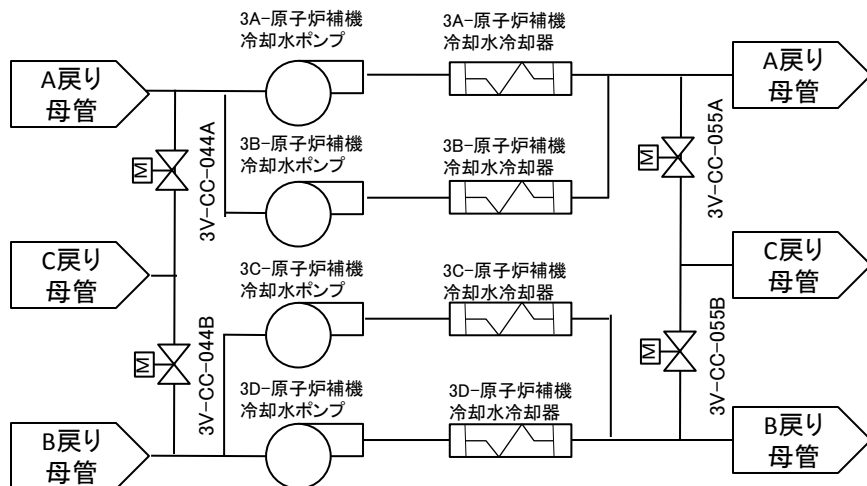 3A-原子炉補機
冷却水ポンプ
3A-原子炉補機
冷却水冷却器
A戻り
母管
A戻り
母管
M
3V-CC-044A
3B-原子炉補機
冷却水ポンプ
3B-原子炉補機
冷却水冷却器
M
3V-CC-055A
C戻り
母管
C戻り
母管
3C-原子炉補機
冷却水ポンプ
3C-原子炉補機
冷却水冷却器
M
3V-CC-044B
M
3V-CC-055B
3D-原子炉補機
冷却水ポンプ
3D-原子炉補機
冷却水冷却器
B戻り
母管
B戻り
母管